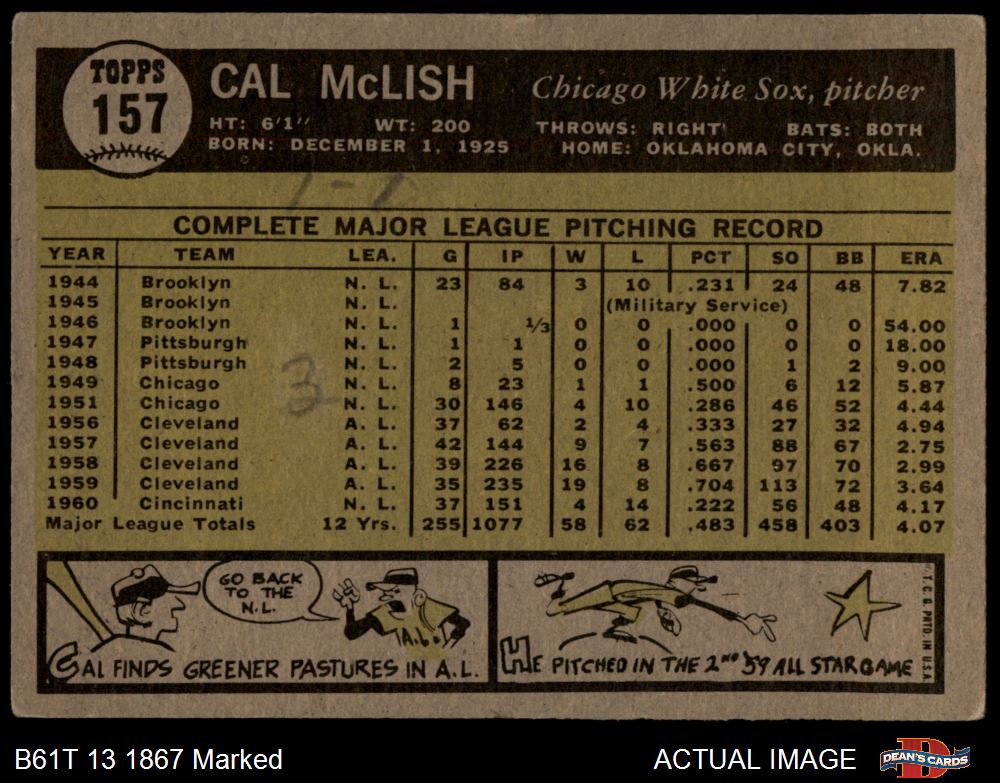 TOPPS
157
CAL McLISH
Chicago White Sox, pitcher
HT: 6'1" WT: 200 THROWS: RIGHT BATS: BOTH
BORN: DECEMBER 1, 1925 HOME: OKLAHOMA CITY, OKLA.
1-1
COMPLETE MAJOR LEAGUE PITCHING RECORD
YEAR TEAM LEA. G IP W L PCT SO BB ERA
1944 Brooklyn N. L. 23 84 3 10 .231 24 48 7.82
1945 Brooklyn N. L. (Military Service)
1946 Brooklyn N. L. 1 1/3 0 0 .000 0 0 54.00
1947 Pittsburgh N. L. 1 1 0 0 .000 0 0 18.00
1948 Pittsburgh N. L. 2 5 0 0 .000 1 2 9.00
1949 Chicago N. L. 8 23 1 1 .500 6 12 5.87
3
1951 Chicago N. L. 30 146 4 10 .286 46 52 4.44
1956 Cleveland A. L. 37 62 2 4 .333 27 32 4.94
1957 Cleveland A. L. 42 144 9 7 .563 88 67 2.75
1958 Cleveland A. L. 39 226 16 8 .667 97 70 2.99
1959 Cleveland A. L. 35 235 19 8 .704 113 72 3.64
1960 Cincinnati N. L. 37 151 4 14 .222 56 48 4.17
Major League Totals 12 Yrs. 255 1077 58 62 .483 458 403 4.07
GO BACK
TO THE
N.L.
A.L.
CAL FINDS GREENER PASTURES IN A.L.
HE PITCHED IN THE 2ND '59 ALL STAR GAME
T. C. G. PRTD. IN U.S.A.
B61T 13 1867 Marked
ACTUAL IMAGE
D
DEAN'S CARDS